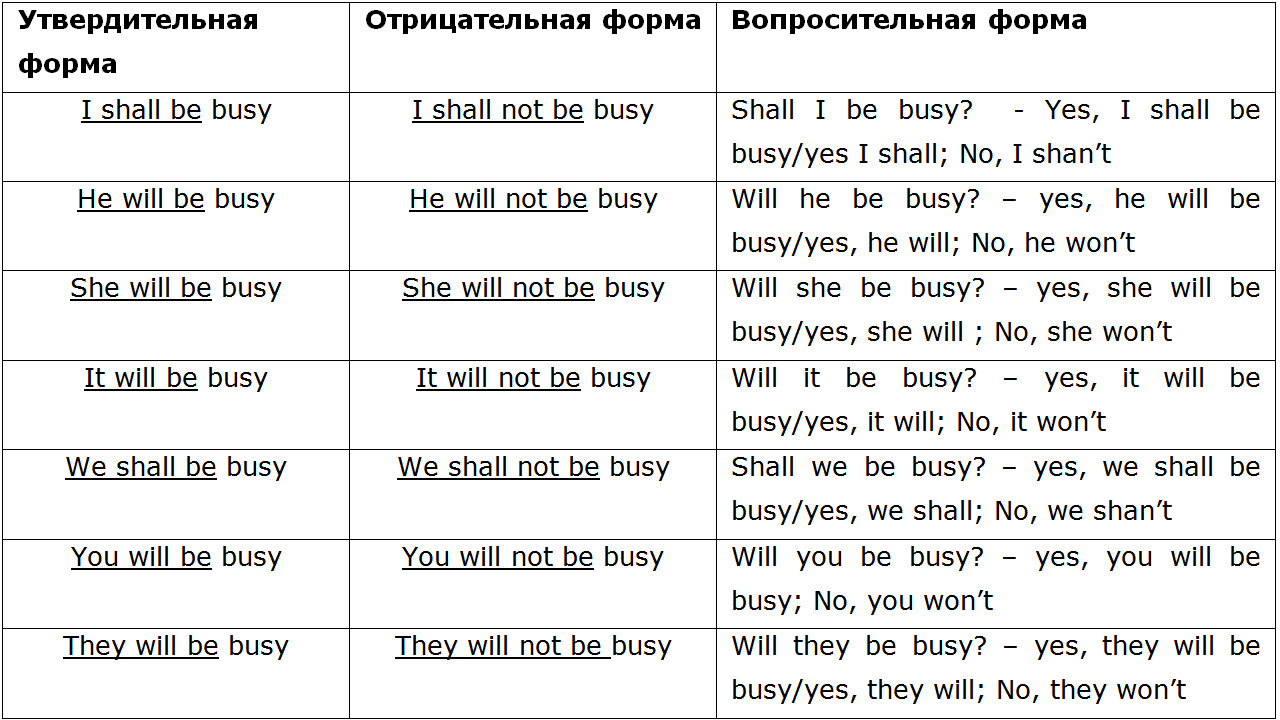 Утвердительная форма
Отрицательная форма
Вопросительная форма
I shall be busy
I shall not be busy
Shall I be busy?  - Yes, I shall be
busy/yes I shall; No, I shan’t
He will be busy
He will not be busy
Will he be busy? – yes, he will be
busy/yes, he will; No, he won’t
She will be busy
She will not be busy
Will she be busy? – yes, she will be
busy/yes, she will ; No, she won’t
It will be busy
It will not be busy
Will it be busy? – yes, it will be
busy/yes, it will; No, it won’t
We shall be busy
We shall not be busy
Shall we be busy? – yes, we shall be
busy/yes, we shall; No, we shan’t
You will be busy
You will not be busy
Will you be busy? – yes, you will be
busy; No, you won’t
They will be busy
They will not be busy
Will they be busy? – yes, they will be
busy/yes, they will; No, they won’t